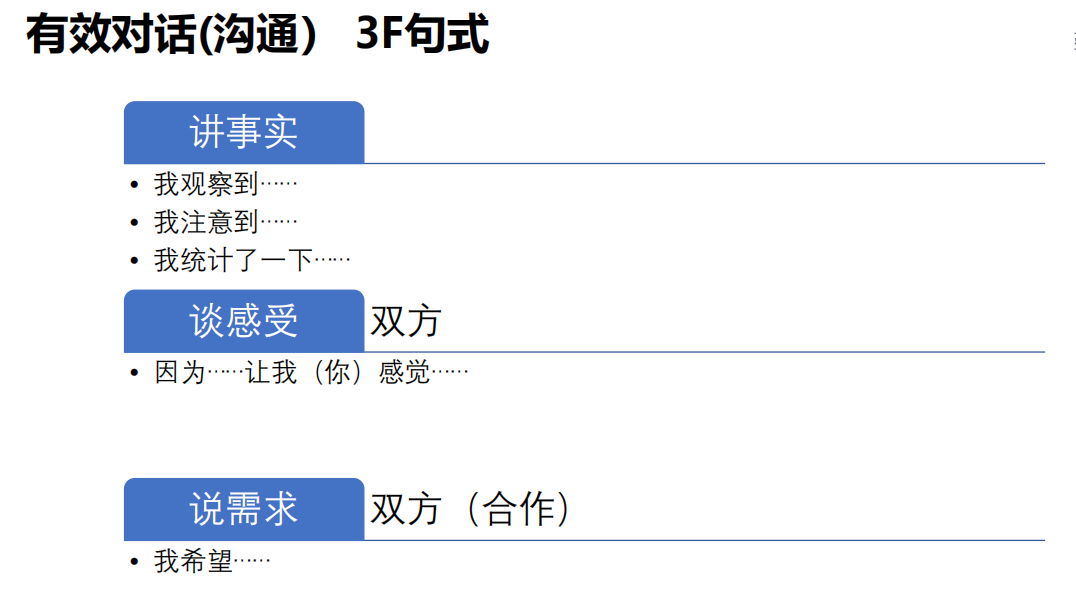 有效对话(沟通） 3F句式
讲事实
• 我观察到……
• 我注意到……
• 我统计了一下……
谈感受 双方
• 因为……让我（你）感觉……
说需求 双方（合作）
• 我希望……